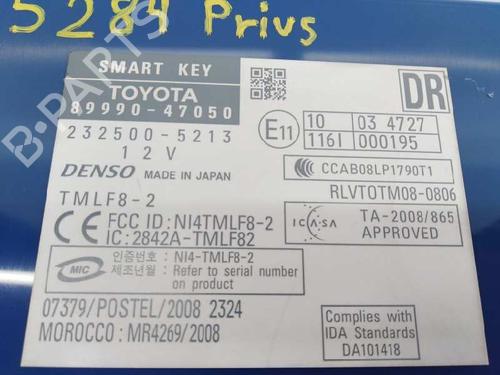 5284 Prius
SMART KEY
TOYOTA
89990-47050
232500-5213
12V
DENSO MADE IN JAPAN
TMLF8-2
CE FCC ID: NI4TMLF8-2
IC: 2842A-TMLF82
MIC 인증번호 : NI4-TMLF8-2
제조년월 : Refer to serial number on product
07379/POSTEL/2008 2324
MOROCCO : MR4269/2008
DR
E11 10 03 4727
116I 000195
CCC CCAB08LP1790T1
RLVTOTM08-0806
ICASA TA-2008/865
APPROVED
Complies with
IDA Standards
DA101418
B-PARTS